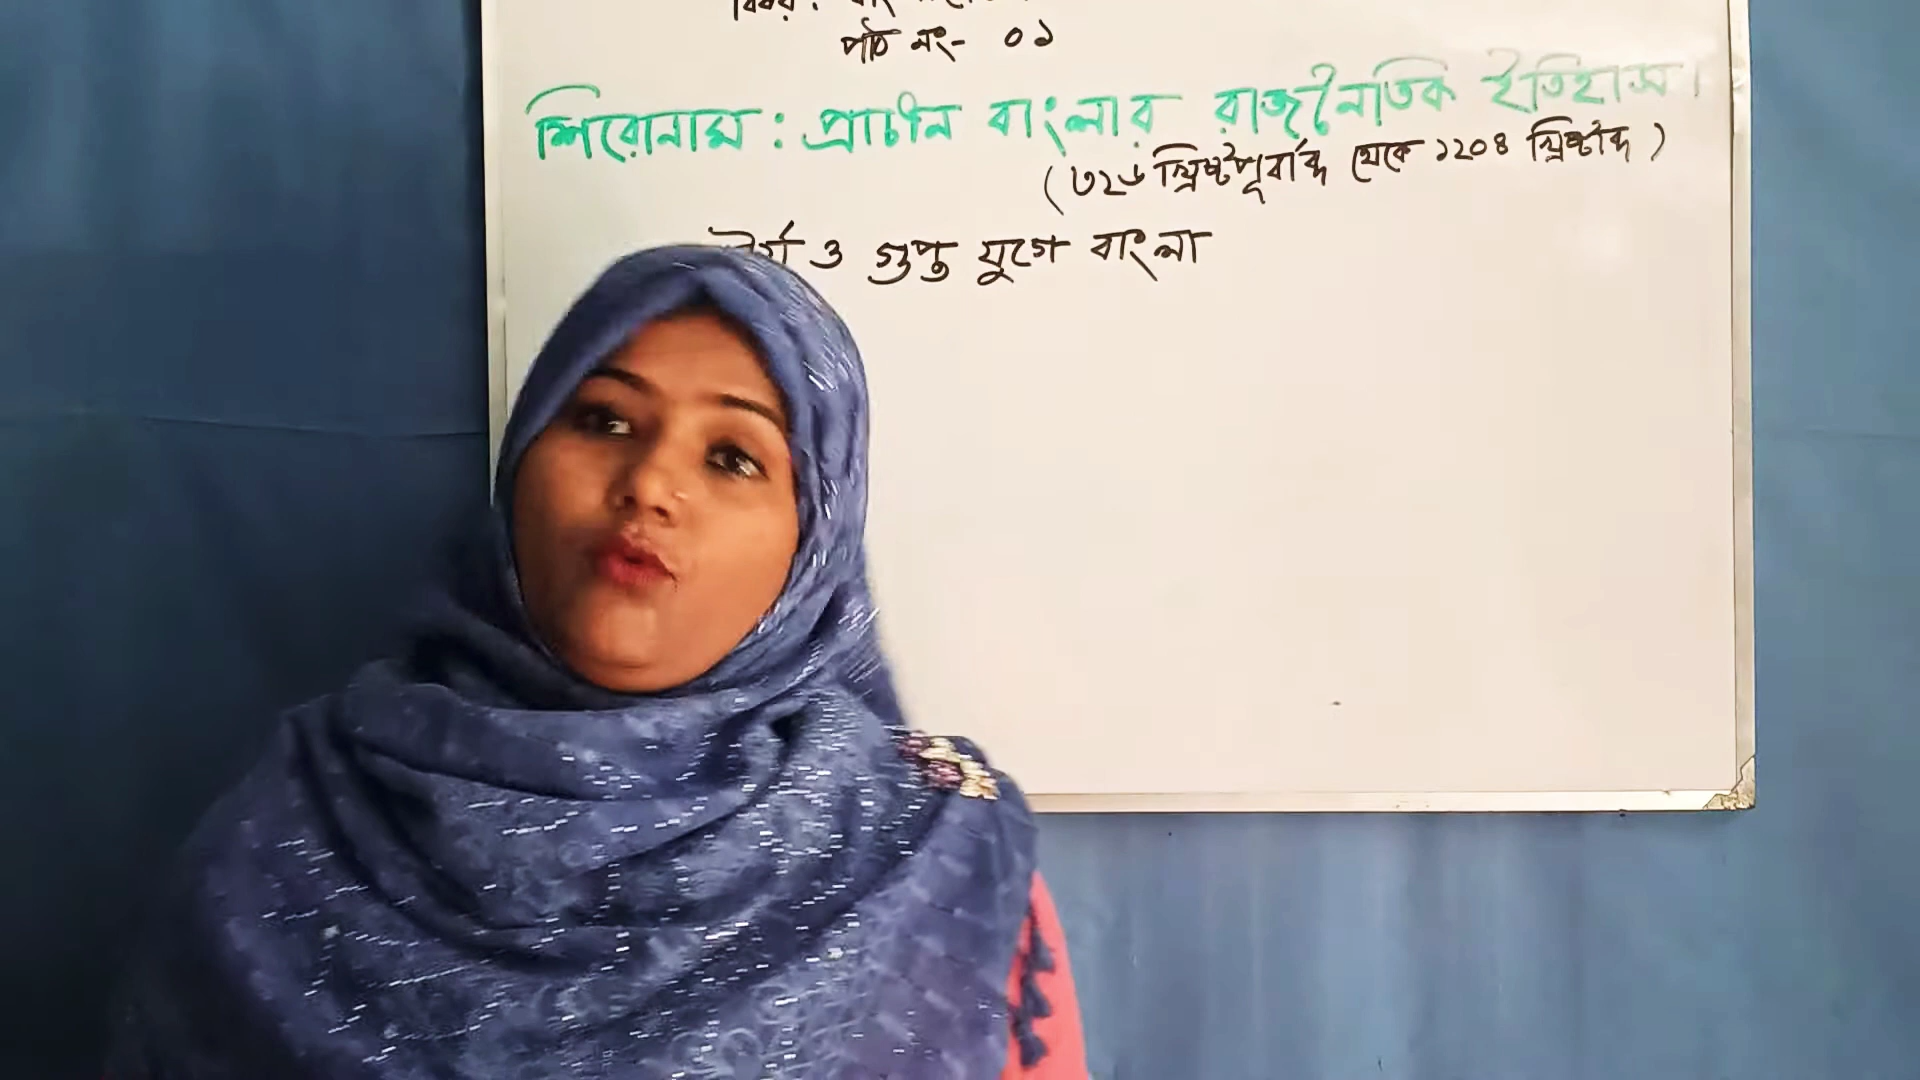 পাঠ নং- ০১
শিরোনাম : প্রাচীন বাংলার রাজনৈতিক ইতিহাস।
(৩২৬ খ্রিষ্টপূর্বাব্দ থেকে ১২০৪ খ্রিষ্টাব্দ)
ও গুপ্ত যুগে বাংলা